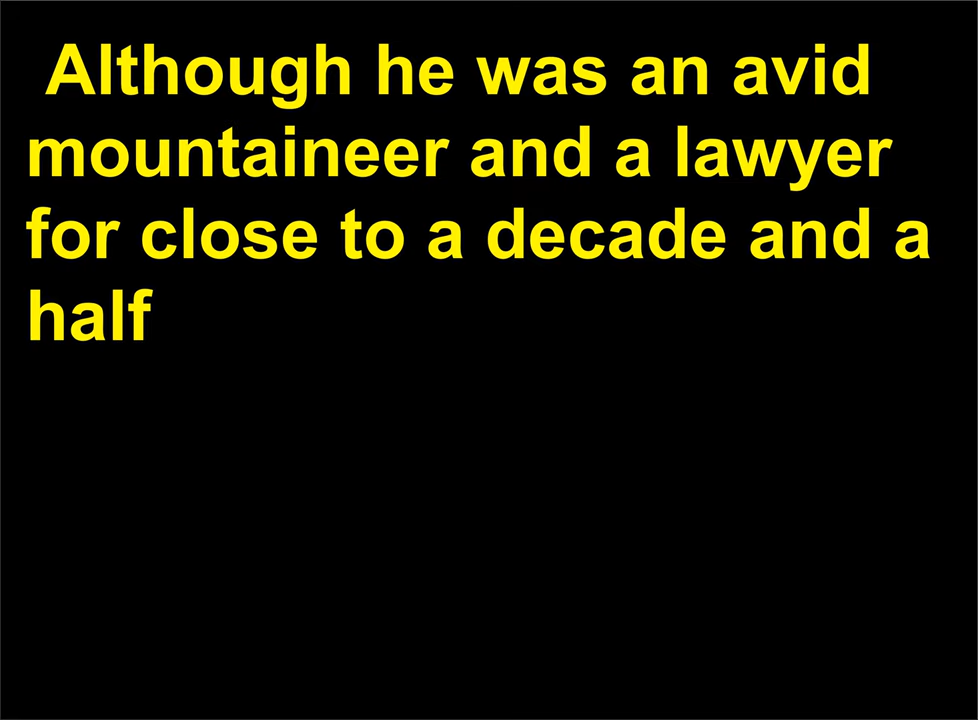 Although he was an avid
mountaineer and a lawyer
for close to a decade and a
half